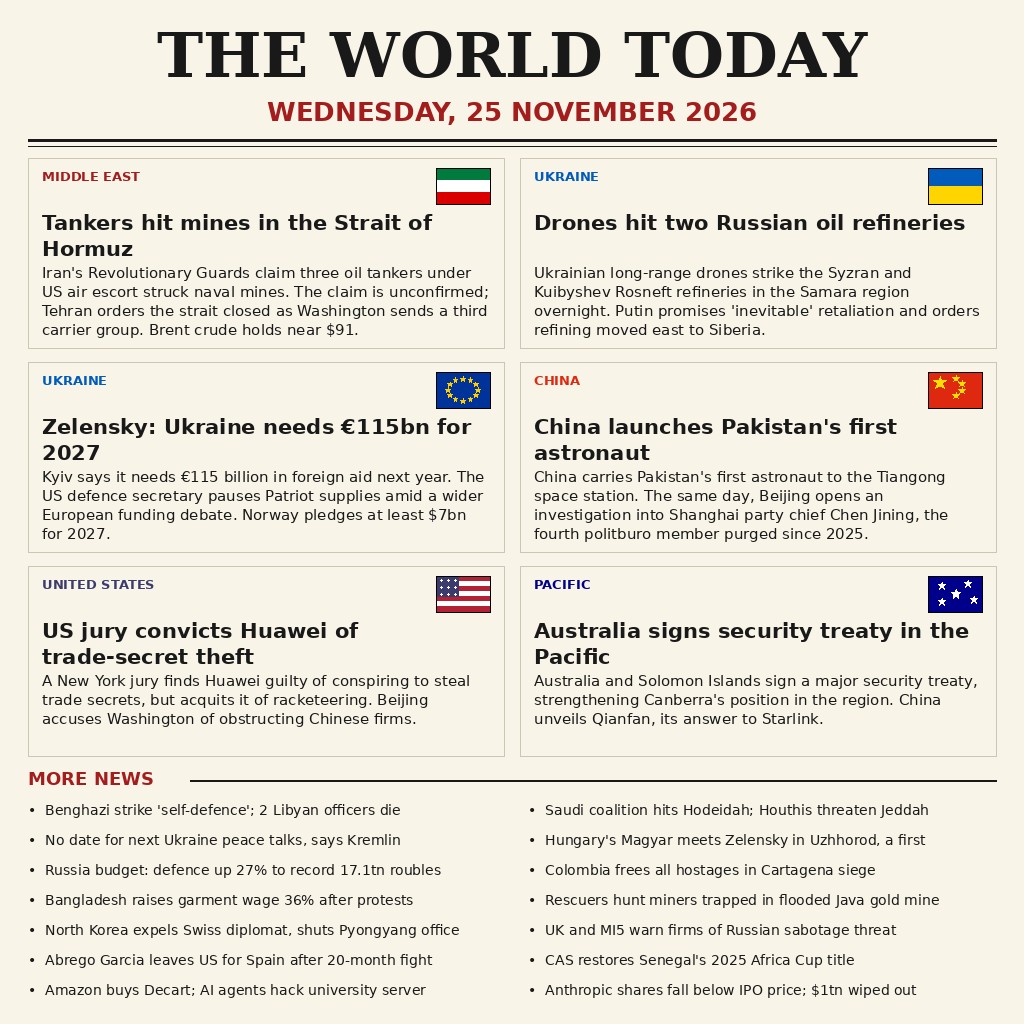 THE WORLD TODAY
WEDNESDAY, 25 NOVEMBER 2026
MIDDLE EAST
Tankers hit mines in the Strait of
Hormuz
Iran's Revolutionary Guards claim three oil tankers under
US air escort struck naval mines. The claim is unconfirmed;
Tehran orders the strait closed as Washington sends a third
carrier group. Brent crude holds near $91.
UKRAINE
Drones hit two Russian oil refineries
Ukrainian long-range drones strike the Syzran and
Kuibyshev Rosneft refineries in the Samara region
overnight. Putin promises 'inevitable' retaliation and orders
refining moved east to Siberia.
UKRAINE
Zelensky: Ukraine needs €115bn for
2027
Kyiv says it needs €115 billion in foreign aid next year. The
US defence secretary pauses Patriot supplies amid a wider
European funding debate. Norway pledges at least $7bn
for 2027.
CHINA
China launches Pakistan's first
astronaut
China carries Pakistan's first astronaut to the Tiangong
space station. The same day, Beijing opens an
investigation into Shanghai party chief Chen Jining, the
fourth politburo member purged since 2025.
UNITED STATES
US jury convicts Huawei of
trade-secret theft
A New York jury finds Huawei guilty of conspiring to steal
trade secrets, but acquits it of racketeering. Beijing
accuses Washington of obstructing Chinese firms.
PACIFIC
Australia signs security treaty in the
Pacific
Australia and Solomon Islands sign a major security treaty,
strengthening Canberra's position in the region. China
unveils Qianfan, its answer to Starlink.
MORE NEWS
• Benghazi strike 'self-defence'; 2 Libyan officers die
• No date for next Ukraine peace talks, says Kremlin
• Russia budget: defence up 27% to record 17.1tn roubles
• Bangladesh raises garment wage 36% after protests
• North Korea expels Swiss diplomat, shuts Pyongyang office
• Abrego Garcia leaves US for Spain after 20-month fight
• Amazon buys Decart; AI agents hack university server
• Saudi coalition hits Hodeidah; Houthis threaten Jeddah
• Hungary's Magyar meets Zelensky in Uzhhorod, a first
• Colombia frees all hostages in Cartagena siege
• Rescuers hunt miners trapped in flooded Java gold mine
• UK and MI5 warn firms of Russian sabotage threat
• CAS restores Senegal's 2025 Africa Cup title
• Anthropic shares fall below IPO price; $1tn wiped out